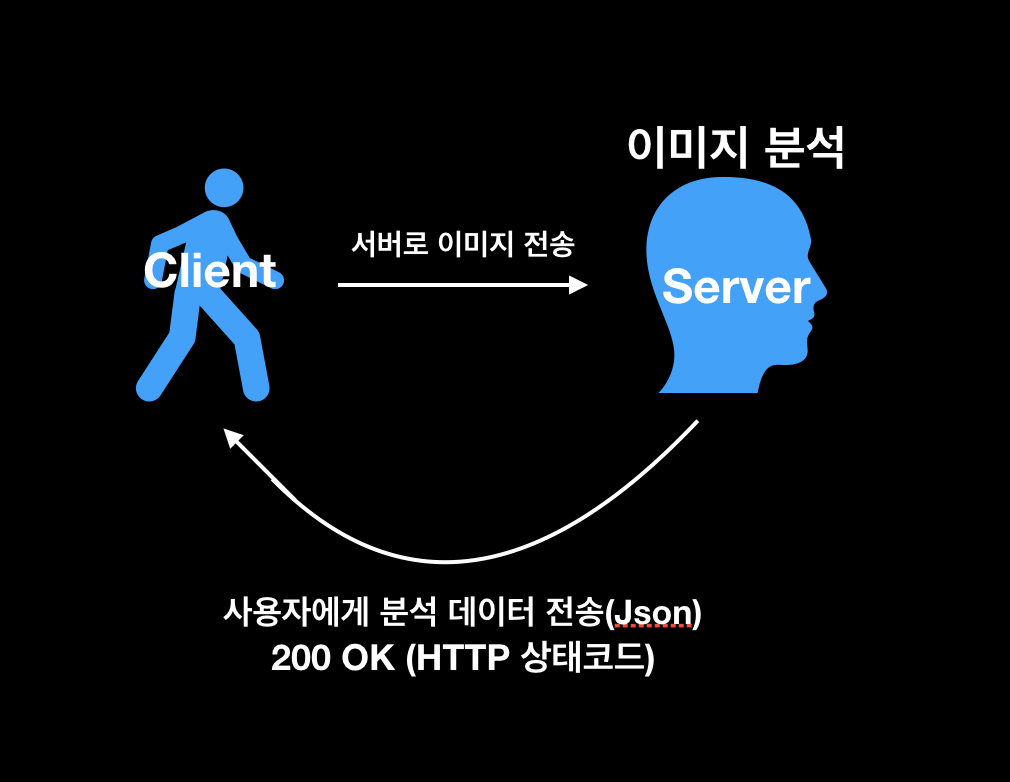 이미지 분석
서버로 이미지 전송
Client
Server
사용자에게 분석 데이터 전송(Json)
200 OK (HTTP 상태코드)